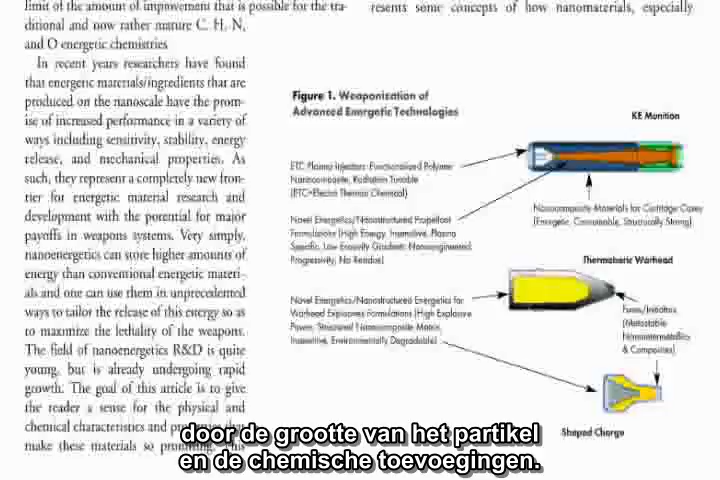 limit of the amount of improvement that is possible for the tra-
ditional and now rather mature C, H, N,
and O energetic chemistries
In recent years researchers have found
that energetic materials/ingredients that are
produced on the nanoscale have the prom-
ise of increased performance in a variety of
ways including sensitivity, stability, energy
release, and mechanical properties. As
such, they represent a completely new fron-
tier for energetic material research and
development with the potential for major
payoffs in weapons systems. Very simply,
nanoenergetics can store higher amounts of
energy than conventional energetic materi-
als and one can use them in unprecedented
ways to tailor the release of this energy so as
to maximize the lethality of the weapons.
The field of nanoenergetics R&D is quite
young, but is already undergoing rapid
growth. The goal of this article is to give
the reader a sense for the physical and
chemical characteristics and
make these materials so
resents some concepts of how nanomaterials, especially
Figure 1. Weaponization of
Advanced Energetic Technologies
KE Munition
ETC Plasma Injectors: Functionalized Polymer
Nanocomposite, Radiation Tunable
(ETC=Electro Thermal Chemical)
Novel Energetics/Nanostructured Propellant
Formulations (High Energy, Insensitive, Plasma
Specific, Low Erosivity Gradient: Nanoengineered
Progressivity, No Residue)
Nanocomposite Materials for Cartridge Cases
(Energetic, Consumable, Structurally Strong)
Thermobaric Warhead
Novel Energetics/Nanostructured Energetics for
Warhead Explosives Formulations (High Explosive
Power, Structured Nanocomposite Matrix,
Insensitive, Environmentally Degradable)
Fuzes/Initiators
(Metastable
Nanointermetallics
& Composites)
Shaped Charge
door de grootte van het partikel
en de chemische toevoegingen.